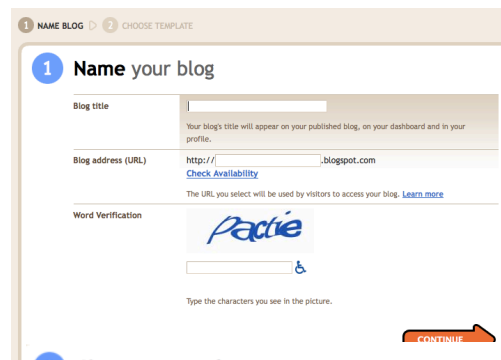 1 NAME BLOG 2 CHOOSE TEMPLATE
1 Name your blog
Blog title
Your blog's title will appear on your published blog, on your dashboard and in your
profile.
Blog address (URL) http:// .blogspot.com
Check Availability
The URL you select will be used by visitors to access your blog. Learn more
Word Verification
Pactie
Type the characters you see in the picture.
CONTINUE